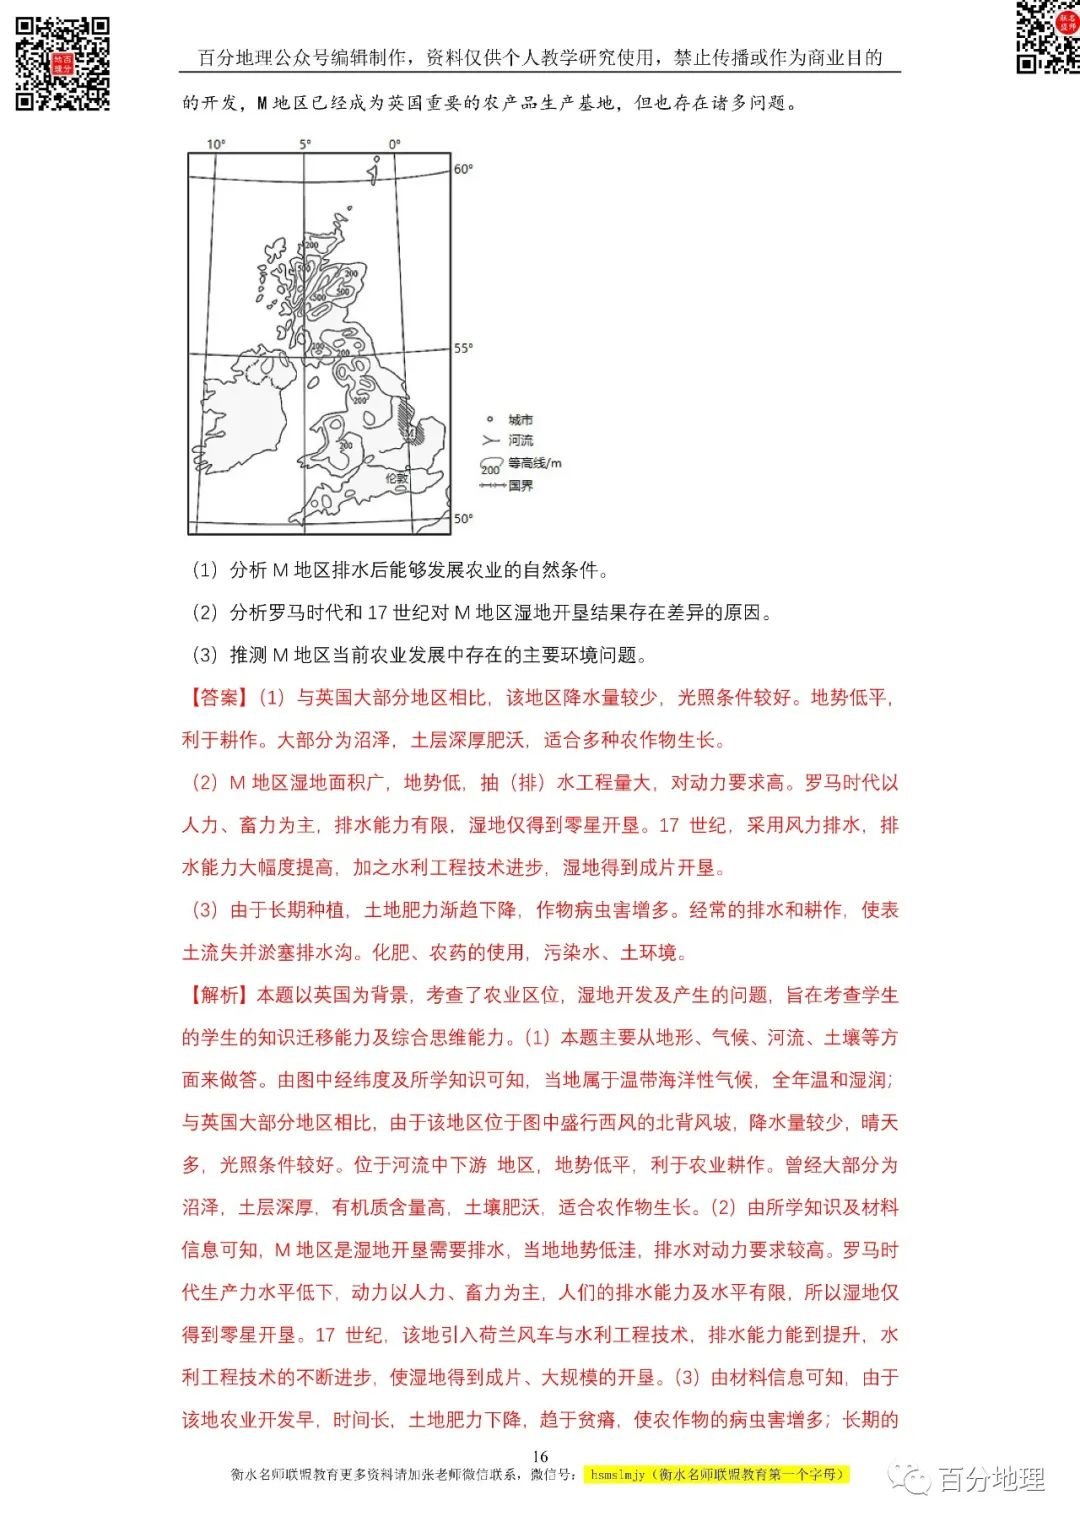 百分地理公众号编辑制作，资料仅供个人教学研究使用，禁止传播或作为商业目的
的开发，M 地区已经成为英国重要的农产品生产基地，但也存在诸多问题。
10° 5° 0°
60°
200
500
200
500
500
55°
200
200
200
M
城市
河流
200
200 等高线/m
伦敦
国界
50°
（1）分析 M 地区排水后能够发展农业的自然条件。
（2）分析罗马时代和 17 世纪对 M 地区湿地开垦结果存在差异的原因。
（3）推测 M 地区当前农业发展中存在的主要环境问题。
【答案】（1）与英国大部分地区相比，该地区降水量较少，光照条件较好。地势低平，
利于耕作。大部分为沼泽，土层深厚肥沃，适合多种农作物生长。
（2）M 地区湿地面积广，地势低，抽（排）水工程量大，对动力要求高。罗马时代以
人力、畜力为主，排水能力有限，湿地仅得到零星开垦。17 世纪，采用风力排水，排
水能力大幅度提高，加之水利工程技术进步，湿地得到成片开垦。
（3）由于长期种植，土地肥力渐趋下降，作物病虫害增多。经常的排水和耕作，使表
土流失并淤塞排水沟。化肥、农药的使用，污染水、土环境。
【解析】本题以英国为背景，考查了农业区位，湿地开发及产生的问题，旨在考查学生
的学生的知识迁移能力及综合思维能力。（1）本题主要从地形、气候、河流、土壤等方
面来做答。由图中经纬度及所学知识可知，当地属于温带海洋性气候，全年温和湿润；
与英国大部分地区相比，由于该地区位于图中盛行西风的北背风坡，降水量较少，晴天
多，光照条件较好。位于河流中下游 地区，地势低平，利于农业耕作。曾经大部分为
沼泽，土层深厚，有机质含量高，土壤肥沃，适合农作物生长。（2）由所学知识及材料
信息可知，M 地区是湿地开垦需要排水，当地地势低洼，排水对动力要求较高。罗马时
代生产力水平低下，动力以人力、畜力为主，人们的排水能力及水平有限，所以湿地仅
得到零星开垦。17 世纪，该地引入荷兰风车与水利工程技术，排水能力能到提升，水
利工程技术的不断进步，使湿地得到成片、大规模的开垦。（3）由材料信息可知，由于
该地农业开发早，时间长，土地肥力下降，趋于贫瘠，使农作物的病虫害增多；长期的
16
衡水名师联盟教育更多资料请加张老师微信联系，微信号： hsmslmjy（衡水名师联盟教育第一个字母）
百分地理